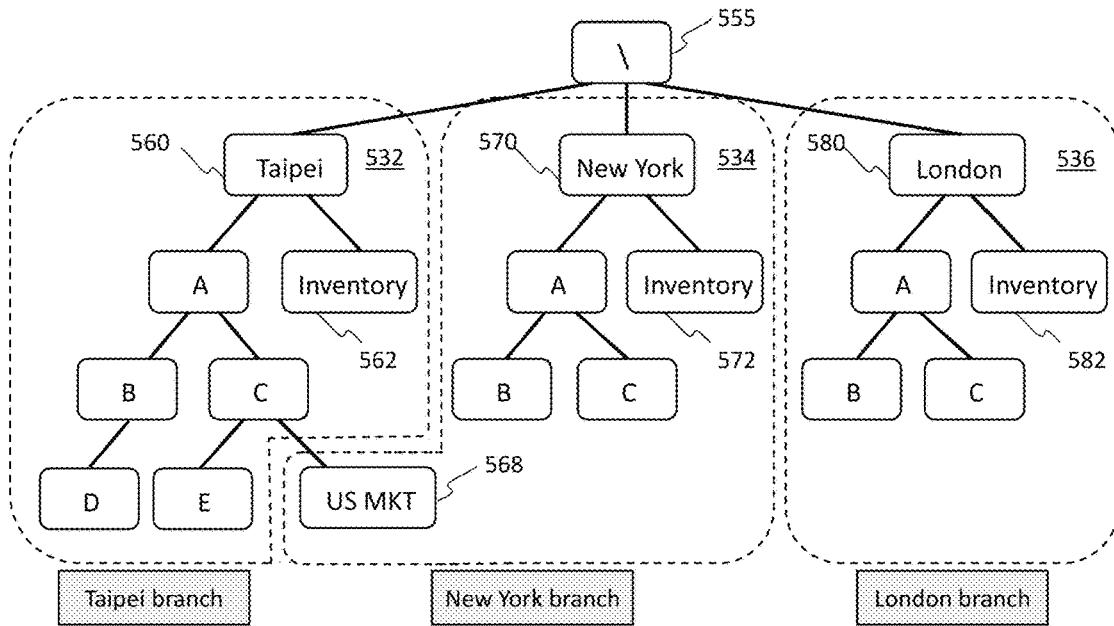 \
555
560
Taipei
532
570
New York
534
580
London
536
A
Inventory
A
Inventory
A
Inventory
562
572
582
B
C
B
C
B
C
D
E
US MKT
568
Taipei branch
New York branch
London branch